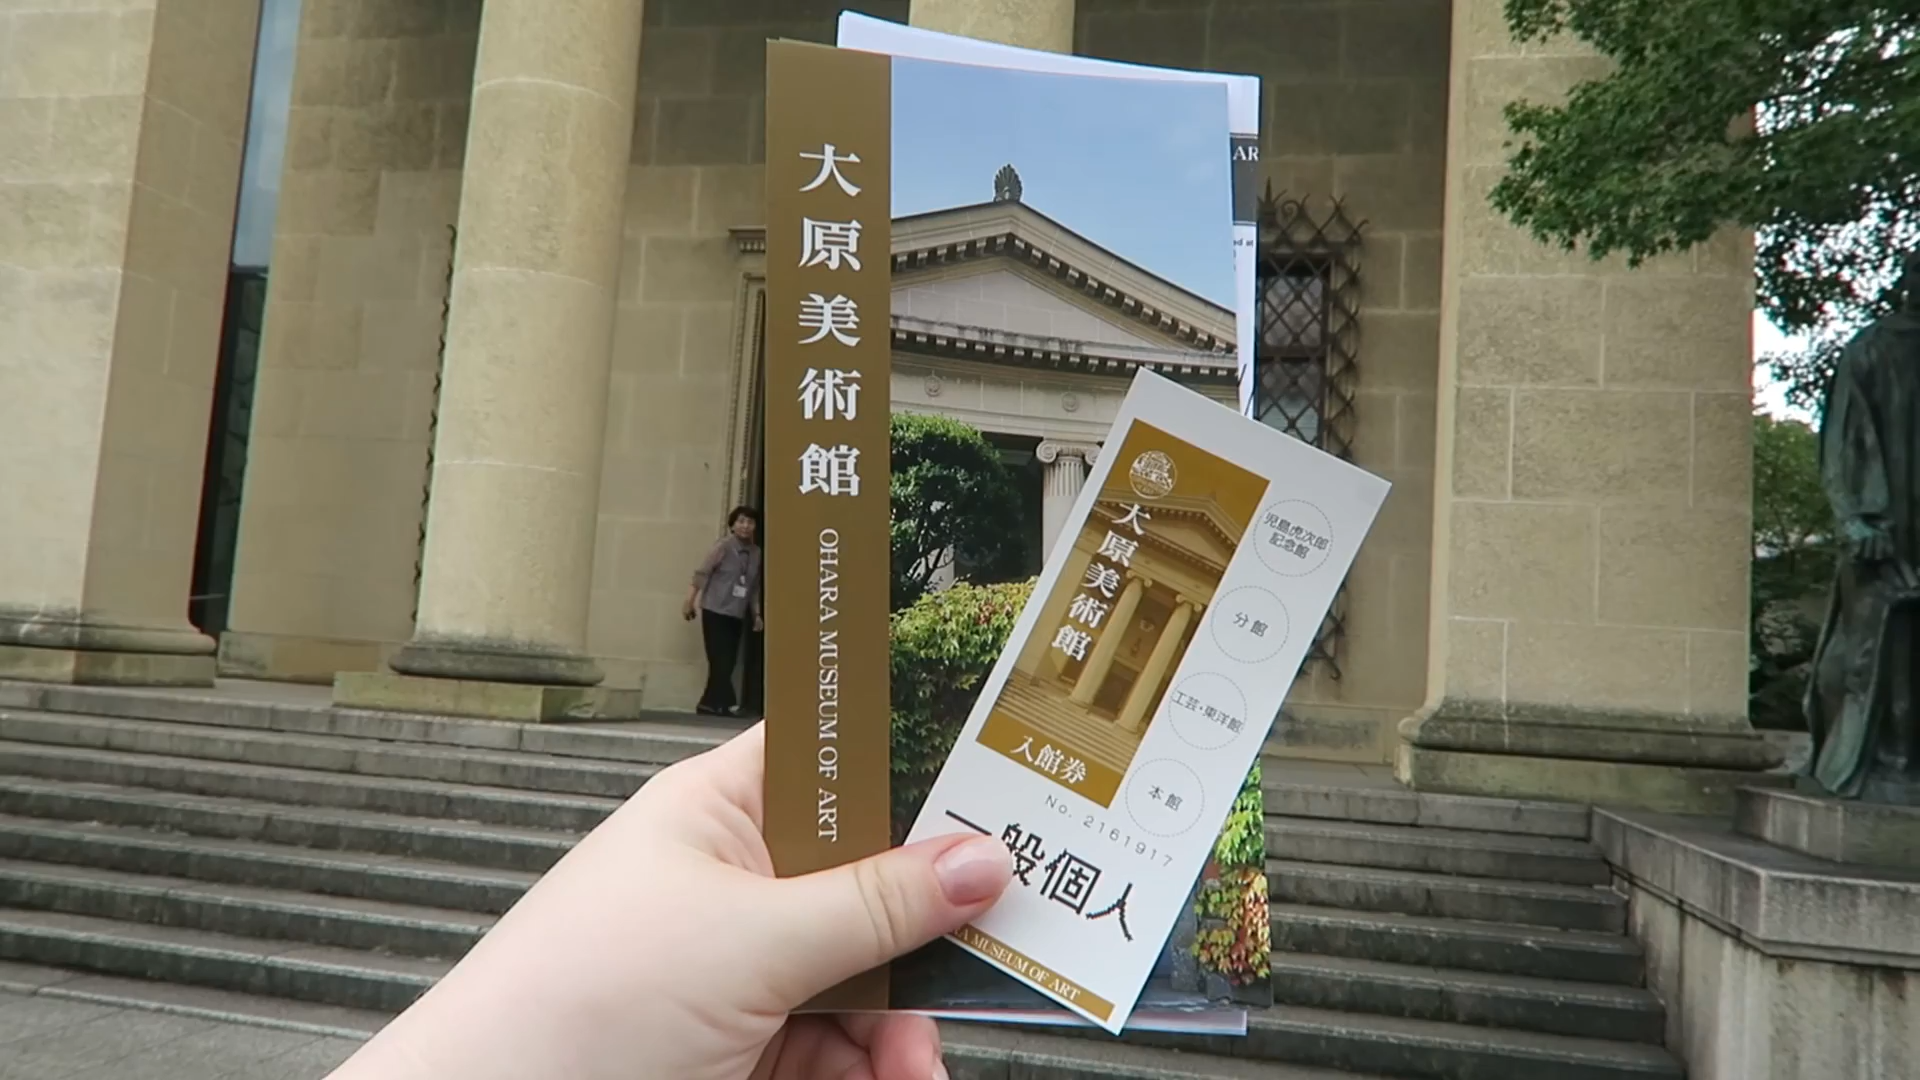 大原美術館
OHARA MUSEUM OF ART
AR
ed at
大原美術館
入館券
児島虎次郎
記念館
分館
工芸・東洋館
本館
No. 2161917
一般個人
RA MUSEUM OF ART